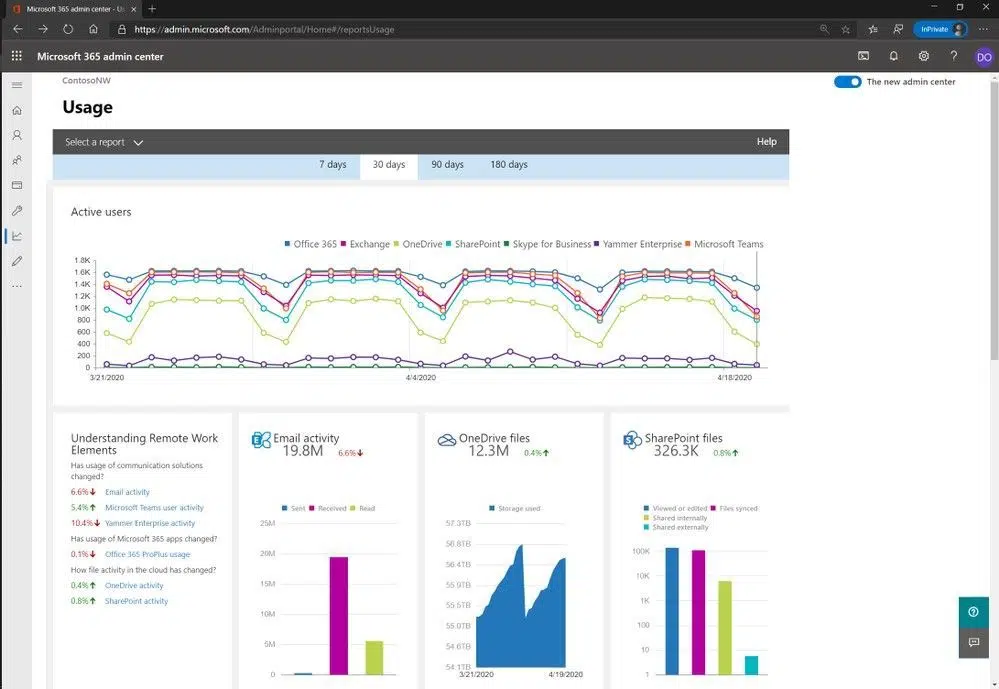 Microsoft 365 admin center - Us
https://admin.microsoft.com/Adminportal/Home#/reportsUsage
InPrivate
Microsoft 365 admin center
DO
ContosoNW
The new admin center
Usage
Select a report
Help
7 days 30 days 90 days 180 days
Active users
Office 365 Exchange OneDrive SharePoint Skype for Business Yammer Enterprise Microsoft Teams
1.8K
1.6K
1.4K
1.2K
1.0K
800
600
400
200
0
3/21/2020 4/4/2020 4/18/2020
Understanding Remote Work
Elements
Has usage of communication solutions
changed?
6.6% Email activity
5.4% Microsoft Teams user activity
10.4% Yammer Enterprise activity
Has usage of Microsoft 365 apps changed?
0.1% Office 365 ProPlus usage
How file activity in the cloud has changed?
0.4% OneDrive activity
0.8% SharePoint activity
Email activity
19.8M 6.6%
Sent Received Read
25M
20M
15M
10M
5M
0
OneDrive files
12.3M 0.4%
Storage used
57.3TB
56.8TB
56.4TB
55.9TB
55.5TB
55.0TB
54.6TB
54.1TB
3/21/2020 4/19/2020
SharePoint files
326.3K 0.8%
Viewed or edited Files synced
Shared internally
Shared externally
100K
10K
1K
100
10
1